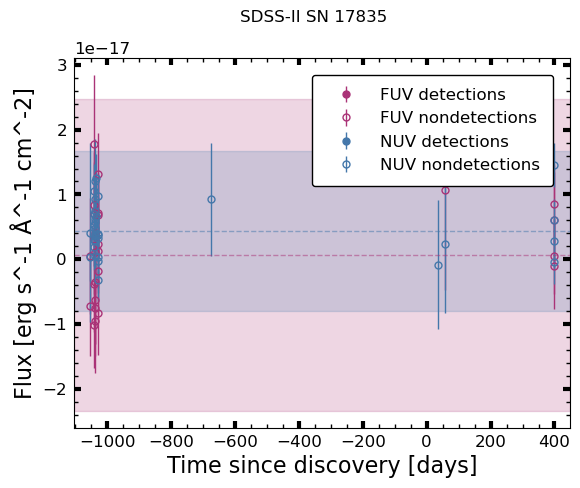 SDSS-II SN 17835
1e−17
FUV detections
FUV nondetections
NUV detections
NUV nondetections
3
2
1
0
−1
−2
Flux [erg s^-1 Å^-1 cm^-2]
−1000 −800 −600 −400 −200 0 200 400
Time since discovery [days]